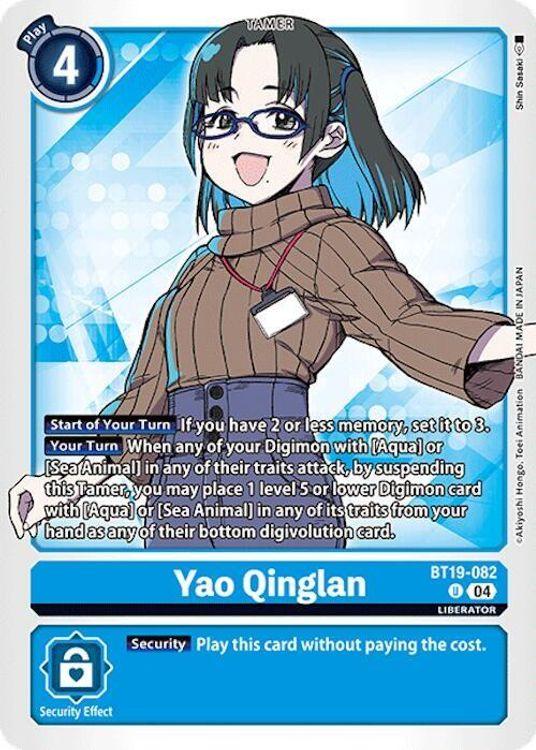 TAMER
Play
4
Shin Sasaki
Start of Your Turn If you have 2 or less memory, set it to 3.
Your Turn When any of your Digimon with [Aqua] or
[Sea Animal] in any of their traits attack, by suspending
this Tamer, you may place 1 level 5 or lower Digimon card
with [Aqua] or [Sea Animal] in any of its traits from your
hand as any of their bottom digivolution card.
©Akiyoshi Hongo, Toei Animation BANDAI MADE IN JAPAN
Yao Qinglan
BT19-082
U 04
LIBERATOR
Security Play this card without paying the cost.
Security Effect